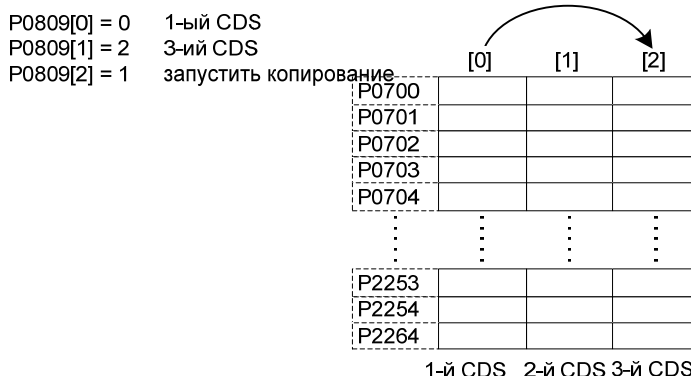 P0809[0] = 0 1-ый CDS
P0809[1] = 2 3-ий CDS
P0809[2] = 1 запустить копирование
[0] [1] [2]
P0700
P0701
P0702
P0703
P0704
P2253
P2254
P2264
1-й CDS 2-й CDS 3-й CDS